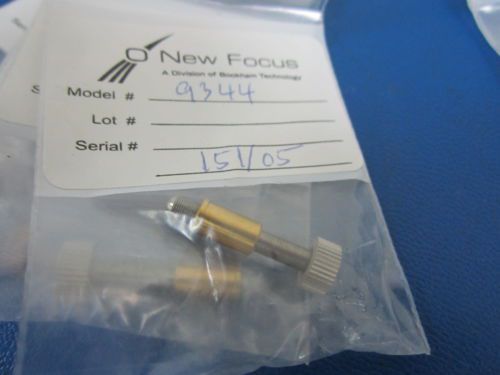 New Focus
A Division of Bookham Technology
Model # 9344
Lot #
Serial # 151/05